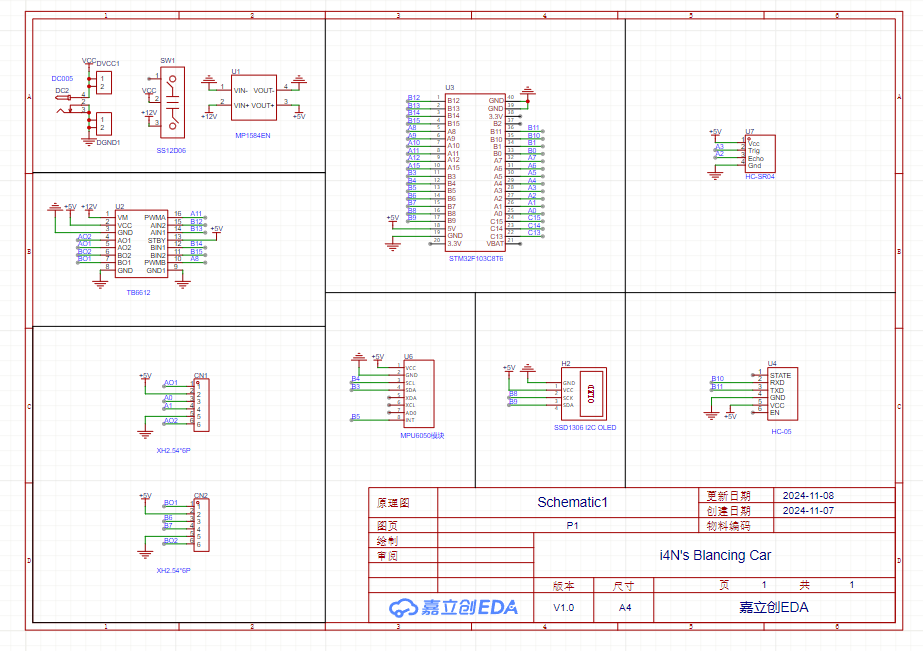 1 2 3 4 5 6
A A
B B
C C
D D
VCC DVCC1
DC005
DC2
1
2
DGND1
SW1
VCC
+12V
SS12D06
U1
VIN- VOUT-
VIN+ VOUT+
+12V +5V
MP1584EN
U2
+5V +12V
VM PWMA 16 A11
VCC AIN2 15 B12
GND AIN1 14 B13
AO1 STBY 13 +5V
AO2 BIN1 12 B14
BO2 BIN2 11 B15
BO1 PWMB 10 A8
GND GND1 9
AO2
AO1
BO2
BO1
TB6612
U3
B12 1 B12 GND 40
B13 2 B13 GND 39
B14 3 B14 3.3V 38
B15 4 B15 B2 37
A8 5 A8 B11 36 B11
A9 6 A9 B10 35 B10
A10 7 A10 B1 34 B1
A11 8 A11 B0 33 B0
A12 9 A12 A7 32 A7
A15 10 A15 A6 31 A6
B3 11 B3 A5 30 A5
B4 12 B4 A4 29 A4
B5 13 B5 A3 28 A3
B6 14 B6 A2 27 A2
B7 15 B7 A1 26 A1
B8 16 B8 A0 25 A0
B9 17 B9 C15 24 C15
+5V 18 5V C14 23 C14
19 GND C13 22 C13
20 3.3V VBAT 21
STM32F103C8T6
U7
+5V
1 Vcc
A3 2 Trig
A2 3 Echo
4 Gnd
HC-SR04
CN1
+5V
AO1
A0
A1
AO2
1
2
3
4
5
6
XH2.54*6P
CN2
+5V
BO1
B6
B7
BO2
1
2
3
4
5
6
XH2.54*6P
U6
+5V
1 VCC
2 GND
B4 3 SCL
B3 4 SDA
5 XDA
6 XCL
7 AD0
B5 8 INT
MPU6050模块
H2
+5V
GND
VCC
B8 SCK
B9 SDA
OLED
SSD1306 I2C OLED
U4
1 STATE
B10 2 RXD
B11 3 TXD
4 GND
5 VCC
6 EN
+5V
HC-05
原理图 Schematic1 更新日期 2024-11-08
创建日期 2024-11-07
图页 P1 物料编码
绘制
审阅
i4N's Blancing Car
版本 尺寸 页 1 共 1
嘉立创EDA V1.0 A4 嘉立创EDA
1 2 3 4 5 6